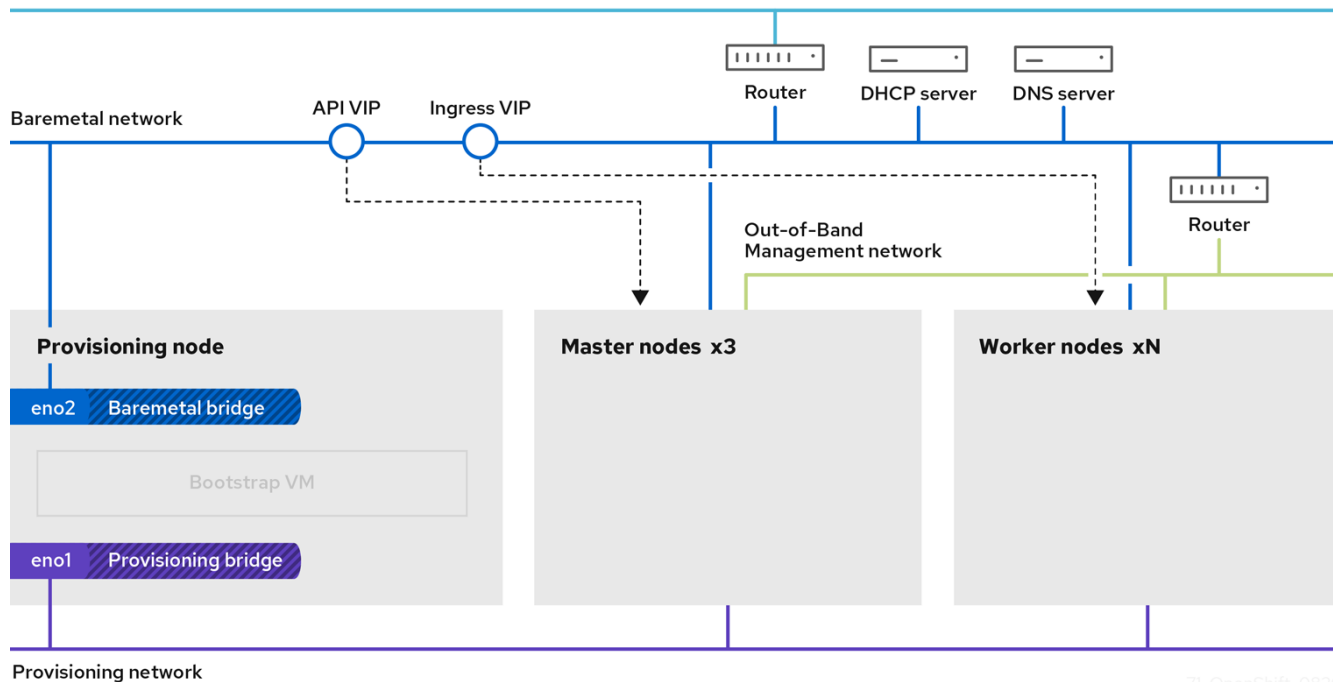 Router
DHCP server
DNS server
API VIP
Ingress VIP
Baremetal network
Router
Out-of-Band
Management network
Provisioning node
Master nodes x3
Worker nodes xN
eno2
Baremetal bridge
Bootstrap VM
eno1
Provisioning bridge
Provisioning network